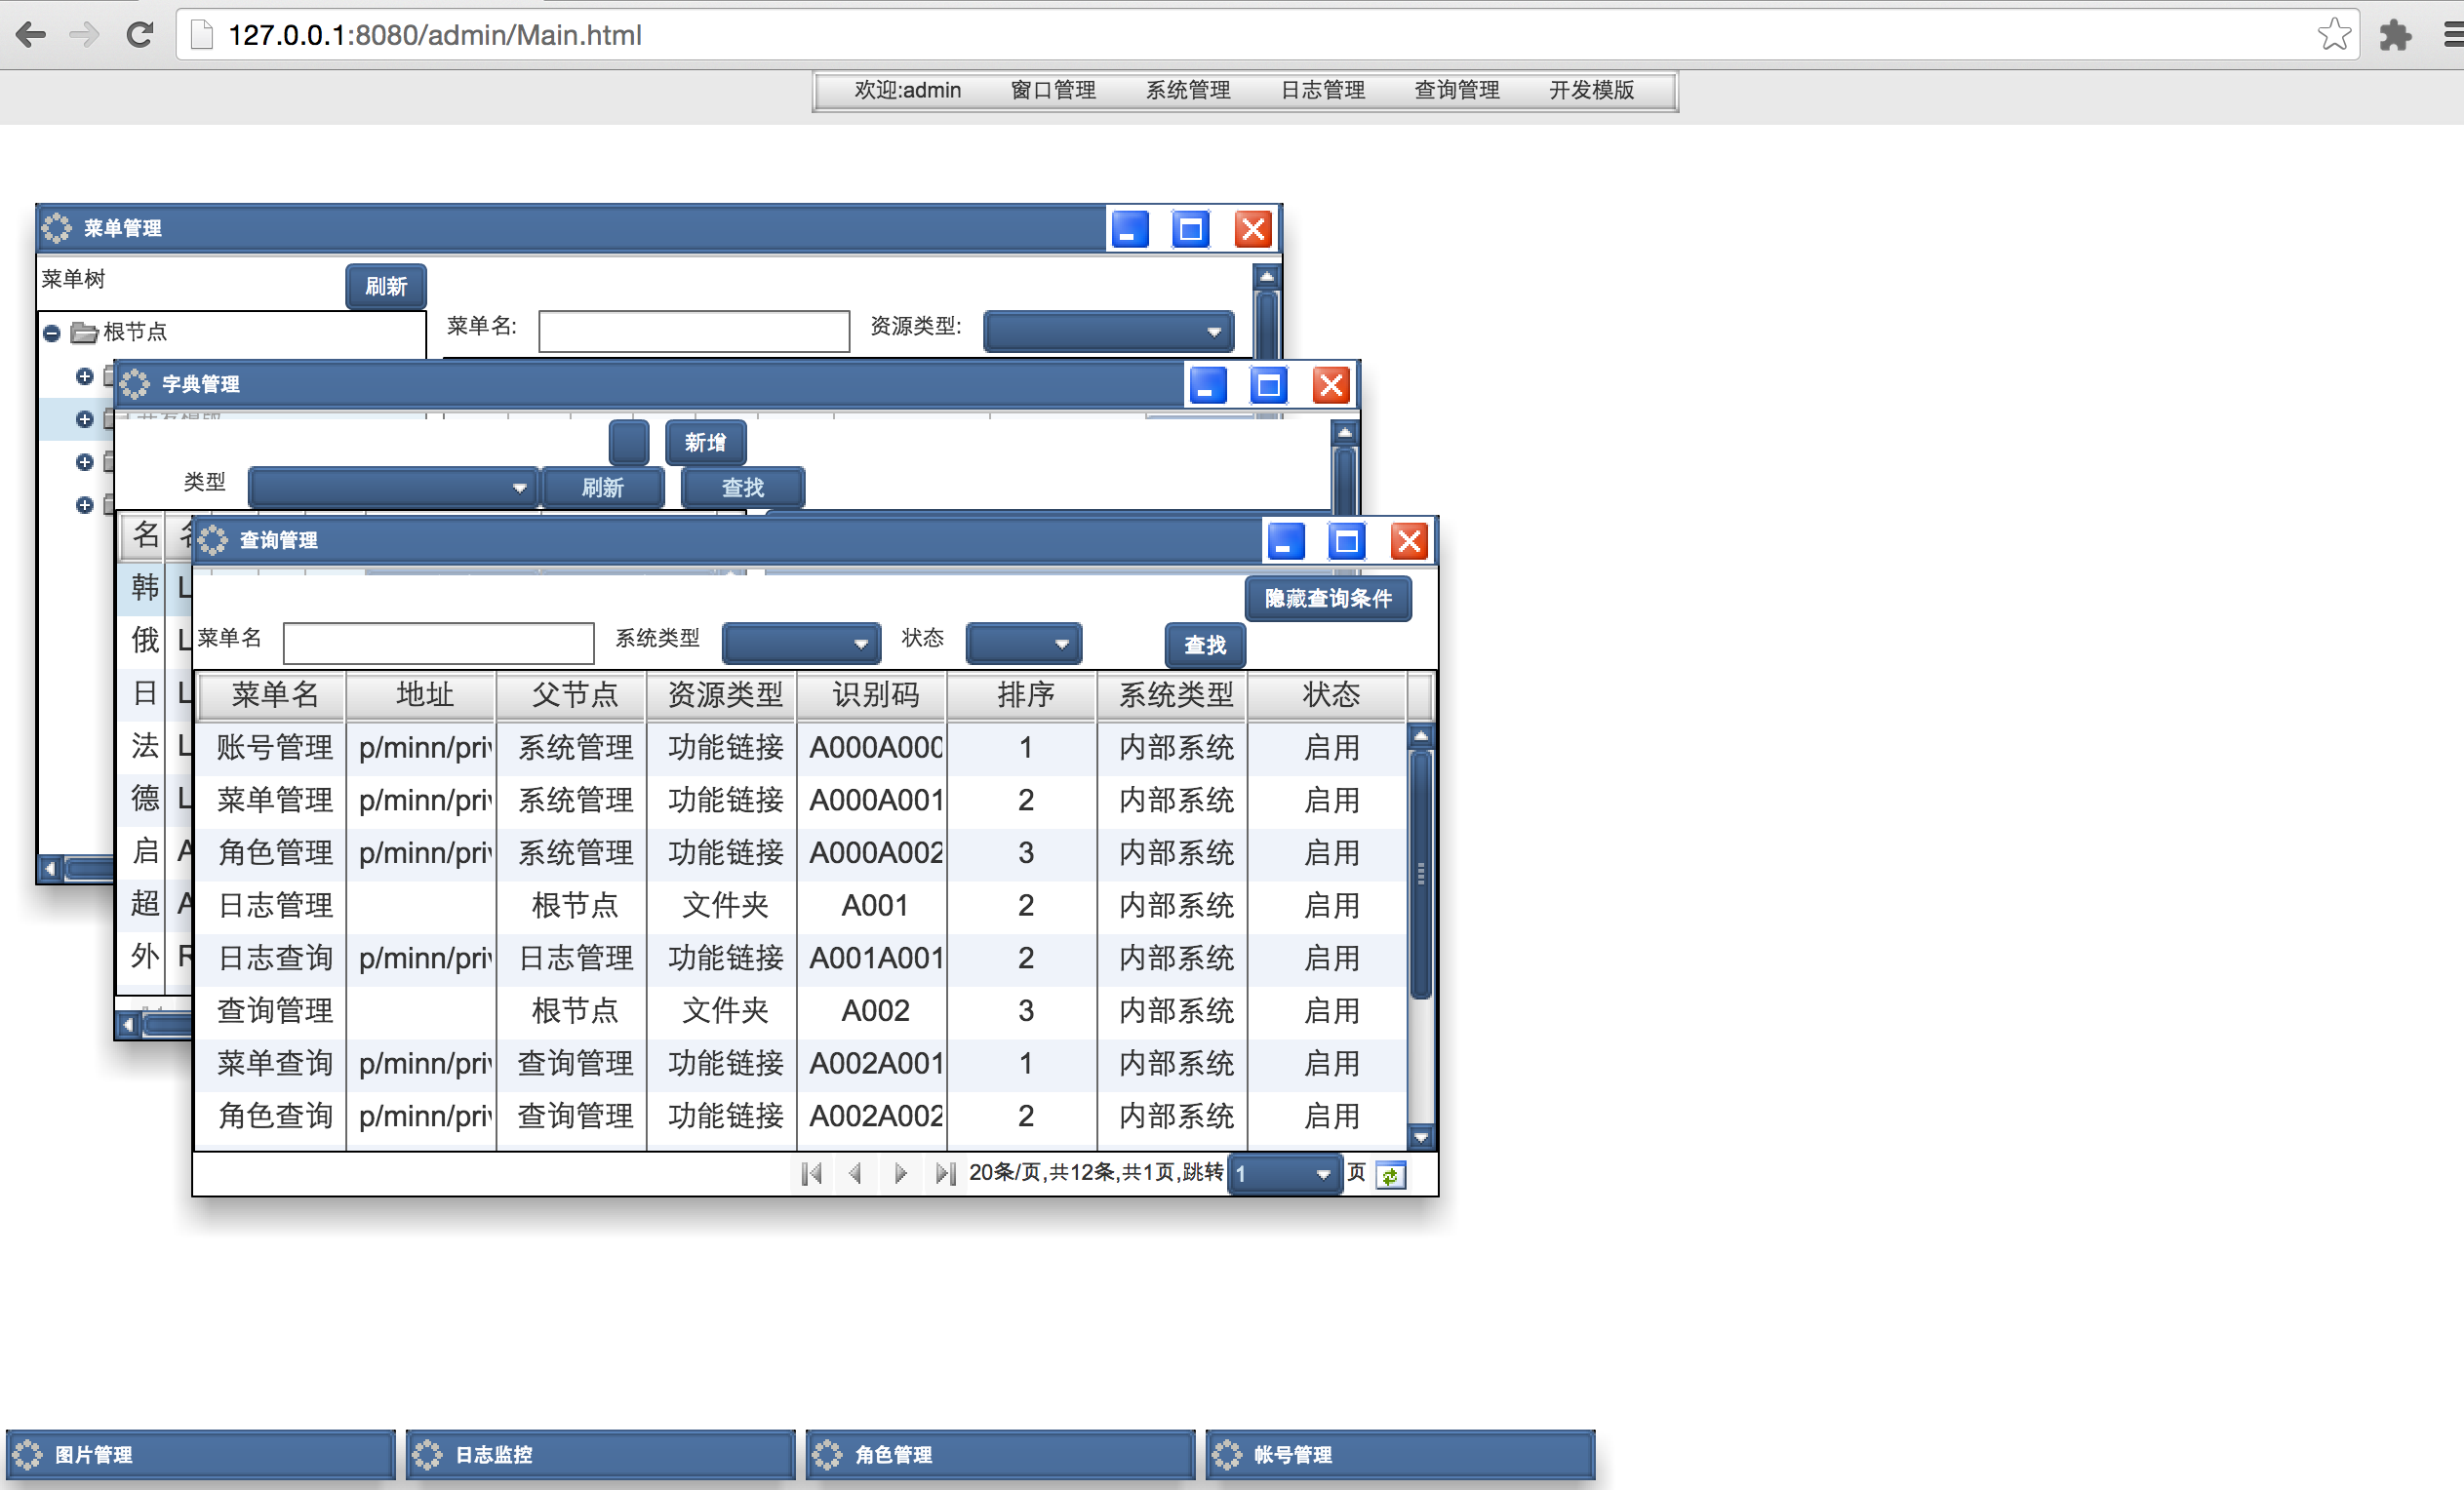 127.0.0.1:8080/admin/Main.html
欢迎:admin 窗口管理 系统管理 日志管理 查询管理 开发模版
菜单管理
菜单树 刷新
根节点
菜单名: 资源类型:
字典管理
新增
类型 刷新 查找
名 名
韩 L
俄 L
日 L
法 L
德 L
启 A
超 A
外 R
查询管理
隐藏查询条件
菜单名 系统类型 状态 查找
菜单名 地址 父节点 资源类型 识别码 排序 系统类型 状态
账号管理 p/minn/priv 系统管理 功能链接 A000A000 1 内部系统 启用
菜单管理 p/minn/priv 系统管理 功能链接 A000A001 2 内部系统 启用
角色管理 p/minn/priv 系统管理 功能链接 A000A002 3 内部系统 启用
日志管理 根节点 文件夹 A001 2 内部系统 启用
日志查询 p/minn/priv 日志管理 功能链接 A001A001 2 内部系统 启用
查询管理 根节点 文件夹 A002 3 内部系统 启用
菜单查询 p/minn/priv 查询管理 功能链接 A002A001 1 内部系统 启用
角色查询 p/minn/priv 查询管理 功能链接 A002A002 2 内部系统 启用
20条/页,共12条,共1页,跳转 1 页
图片管理 日志监控 角色管理 帐号管理